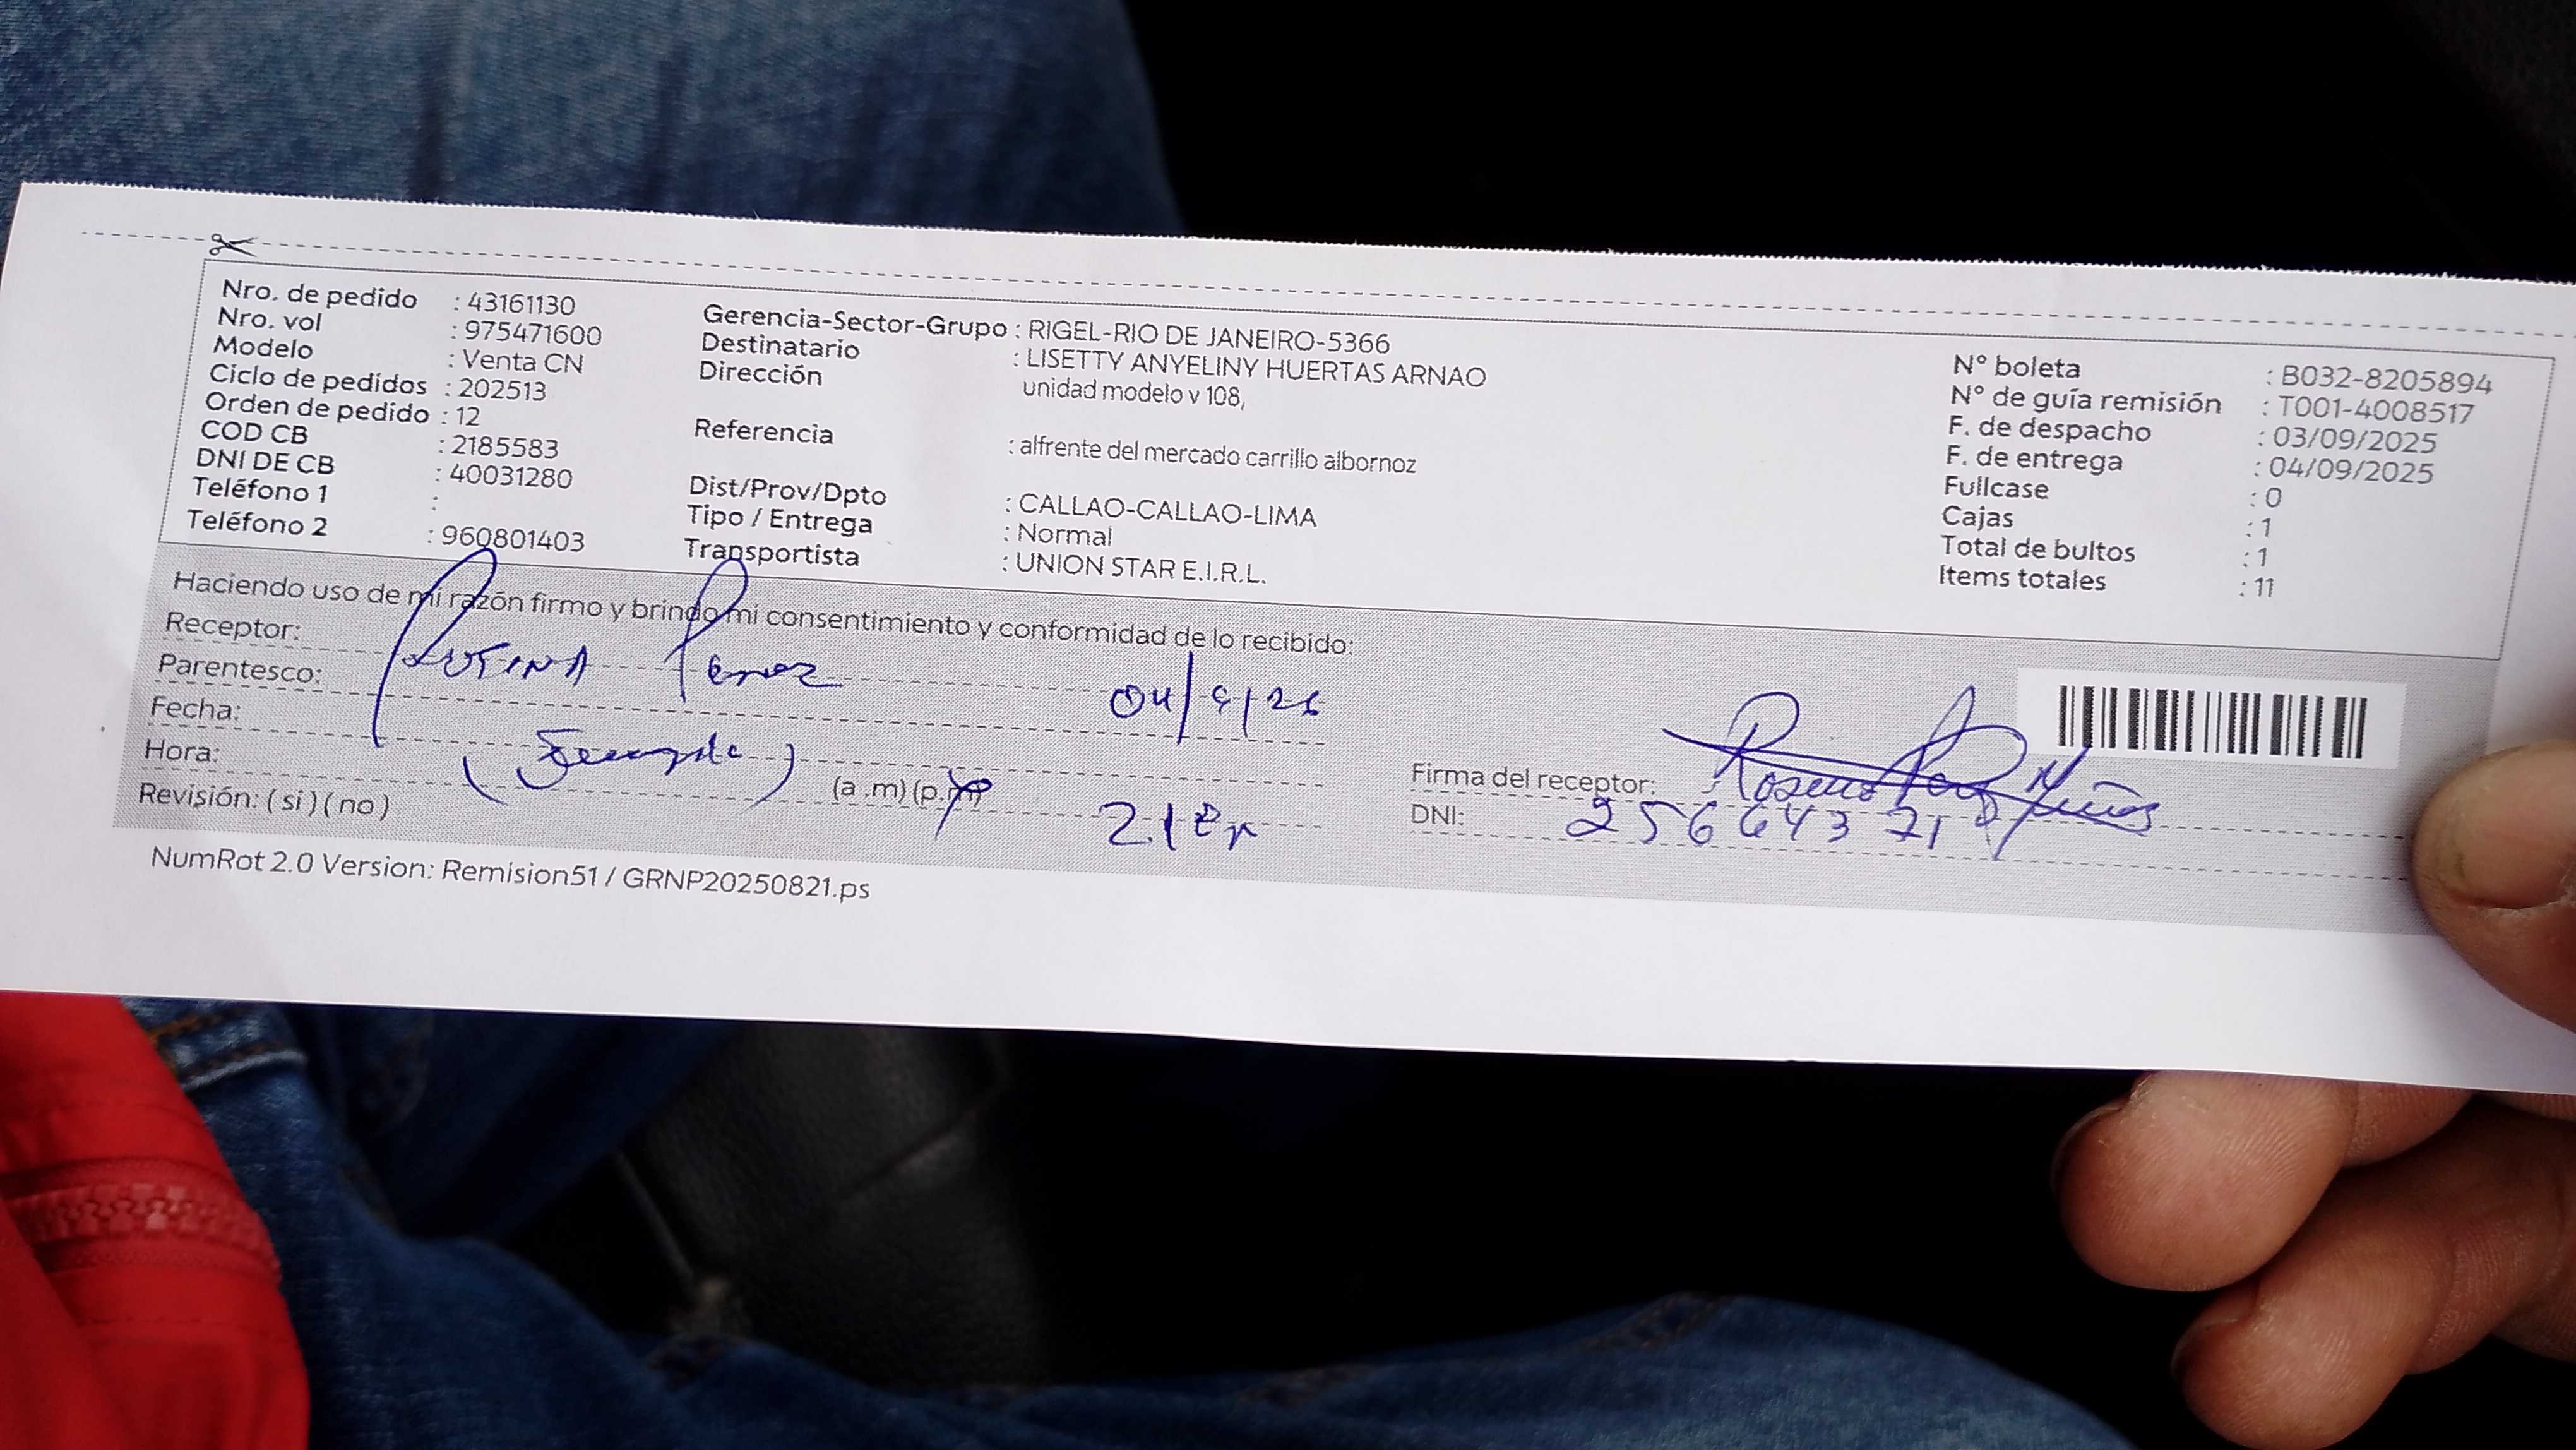 Nro. de pedido : 43161130
Nro. vol : 975471600
Modelo : Venta CN
Ciclo de pedidos : 202513
Orden de pedido : 12
COD CB : 2185583
DNI DE CB : 40031280
Teléfono 1 :
Teléfono 2 : 960801403
Gerencia-Sector-Grupo : RIGEL-RIO DE JANEIRO-5366
Destinatario : LISETTY ANYELINY HUERTAS ARNAO
Dirección unidad modelo v 108,
Referencia : alfrente del mercado carrillo albornoz
Dist/Prov/Dpto : CALLAO-CALLAO-LIMA
Tipo / Entrega : Normal
Transportista : UNION STAR E.I.R.L.
N° boleta : B032-8205894
N° de guía remisión : T001-4008517
F. de despacho : 03/09/2025
F. de entrega : 04/09/2025
Fullcase : 0
Cajas : 1
Total de bultos : 1
Items totales : 11
Haciendo uso de mi razón firmo y brindo mi consentimiento y conformidad de lo recibido:
Receptor:
Parentesco: Perez
Fecha:
Hora: (a .m) (p.m)
Revisión: ( si ) ( no )
Firma del receptor:
DNI: 25664371
NumRot 2.0 Version: Remision51 / GRNP20250821.ps